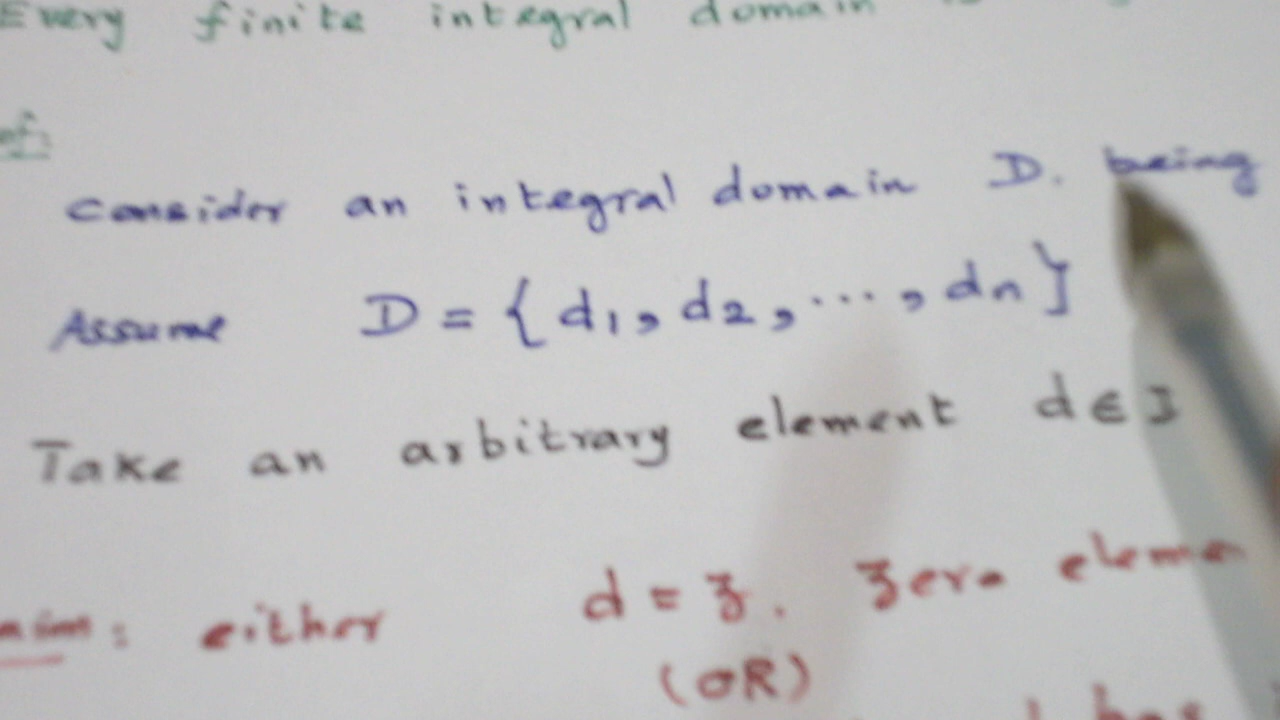 Every finite integral domain
Consider an integral domain D. being
Assume D = { d1, d2, ..., dn }
Take an arbitrary element d ∈
either d = z. zero
(OR)
has